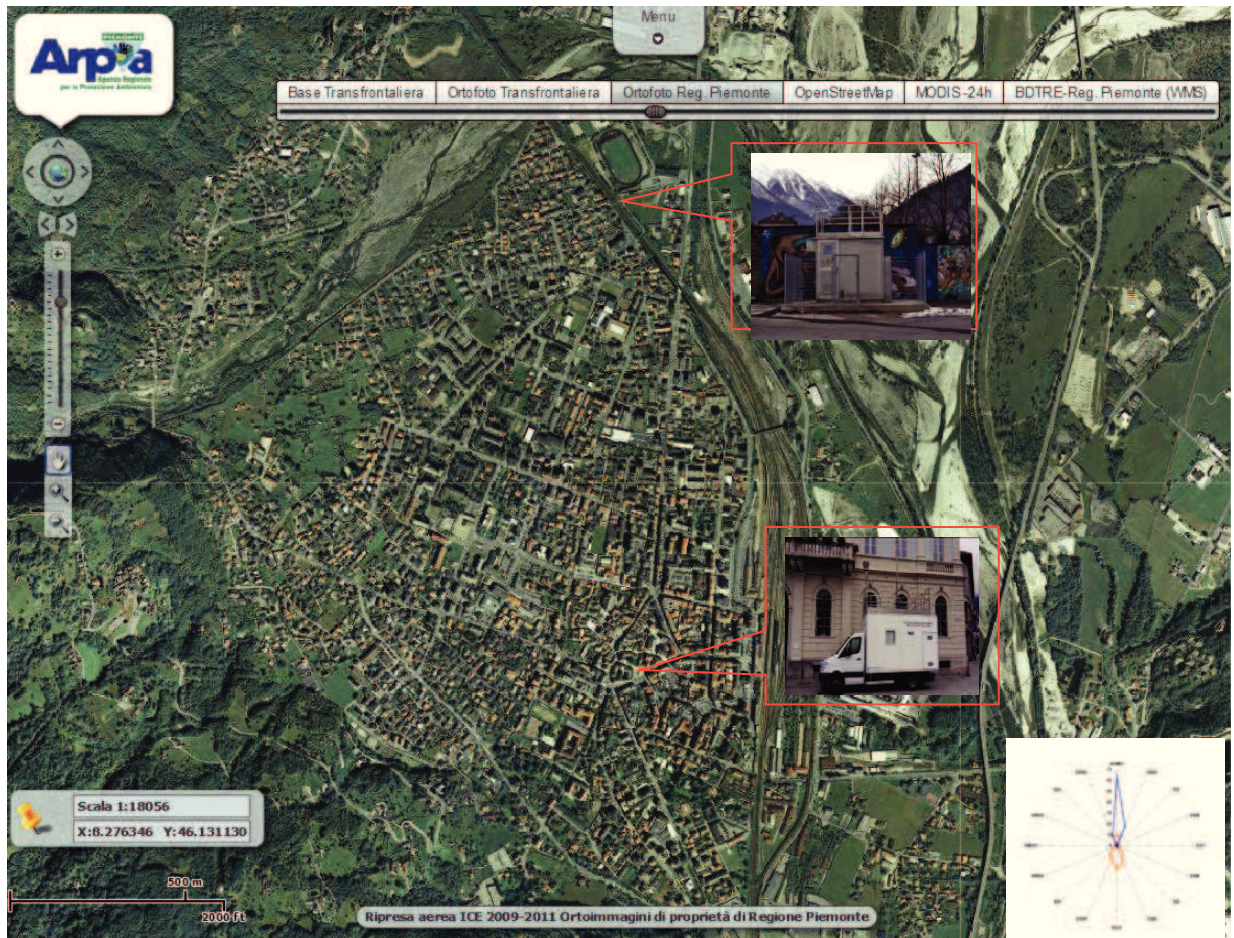 PIEMONTE
Arpa
Agenzia Regionale
per la Protezione Ambientale
Menu
Base Transfrontaliera
Ortofoto Transfrontaliera
Ortofoto Reg. Piemonte
OpenStreetMap
MODIS -24h
BDTRE-Reg. Piemonte (WMS)
Scala 1:18056
X:8.276346 Y:46.131130
500 m
2000 ft
Ripresa aerea ICE 2009-2011 Ortoimmagini di proprietà di Regione Piemonte